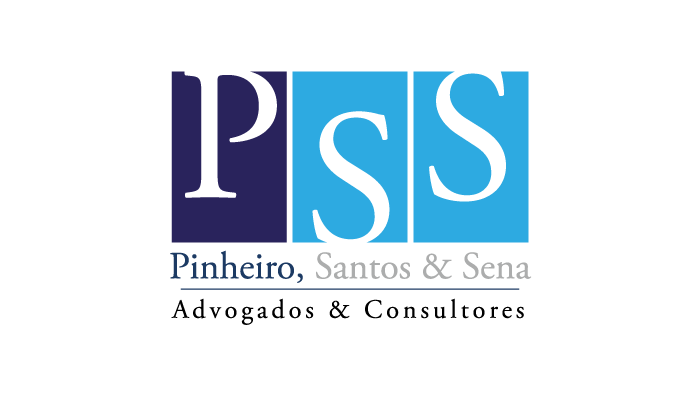 PSS
Pinheiro, Santos & Sena
Advogados & Consultores